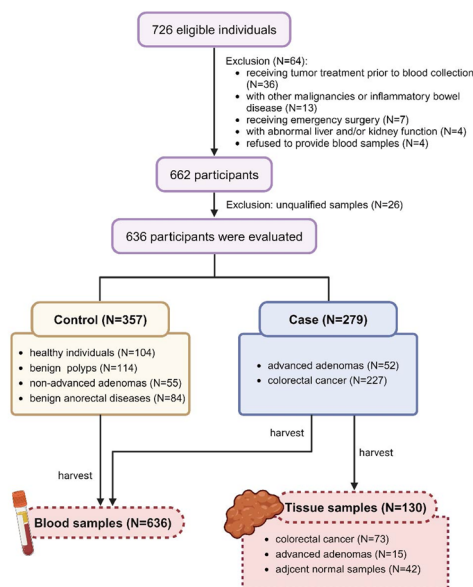 726 eligible individuals
Exclusion (N=64):
• receiving tumor treatment prior to blood collection
(N=36)
• with other malignancies or inflammatory bowel
disease (N=13)
• receiving emergency surgery (N=7)
• with abnormal liver and/or kidney function (N=4)
• refused to provide blood samples (N=4)
662 participants
Exclusion: unqualified samples (N=26)
636 participants were evaluated
Control (N=357)
• healthy individuals (N=104)
• benign polyps (N=114)
• non-advanced adenomas (N=55)
• benign anorectal diseases (N=84)
Case (N=279)
• advanced adenomas (N=52)
• colorectal cancer (N=227)
harvest
harvest
harvest
Blood samples (N=636)
Tissue samples (N=130)
• colorectal cancer (N=73)
• advanced adenomas (N=15)
• adjcent normal samples (N=42)